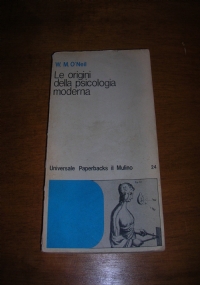 W. M. O'Neil
Le origini
della psicologia
moderna
Universale Paperbacks il Mulino 24